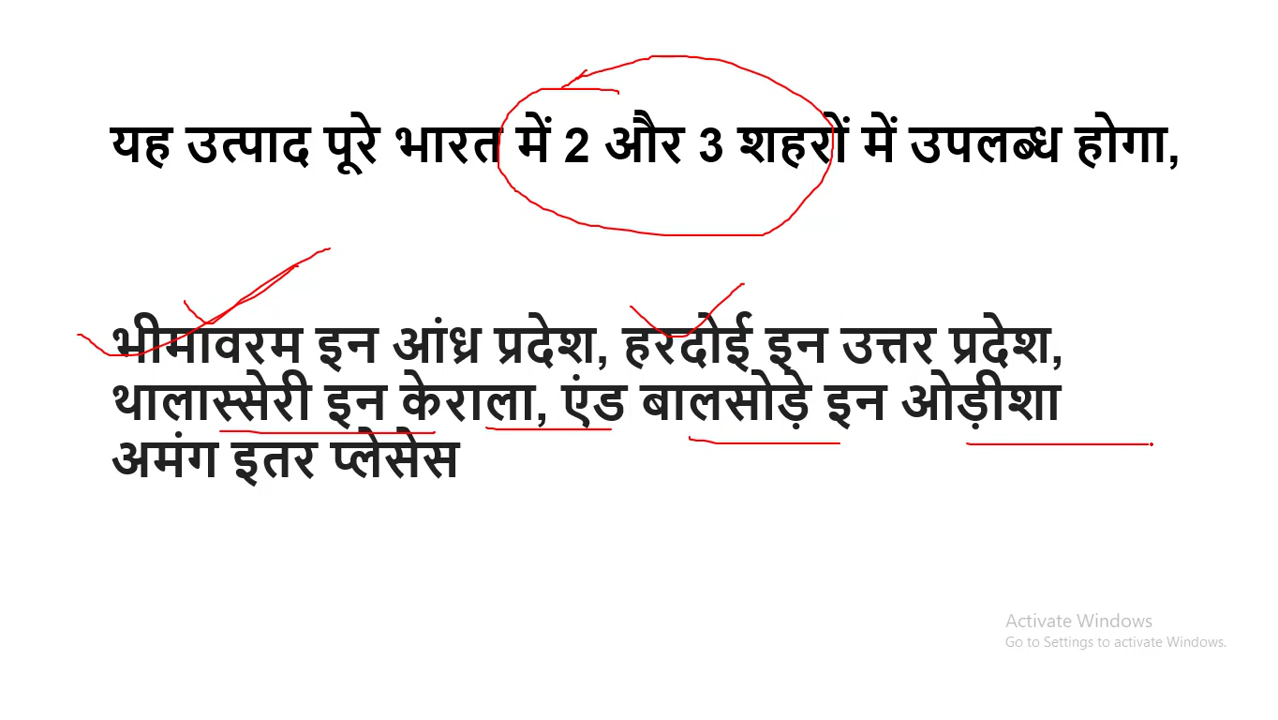 यह उत्पाद पूरे भारत में 2 और 3 शहरों में उपलब्ध होगा,
भीमावरम इन आंध्र प्रदेश, हरदोई इन उत्तर प्रदेश,
थालास्सेरी इन केराला, एंड बालसोड़े इन ओड़ीशा
अमंग इतर प्लेसेस
Activate Windows
Go to Settings to activate Windows.